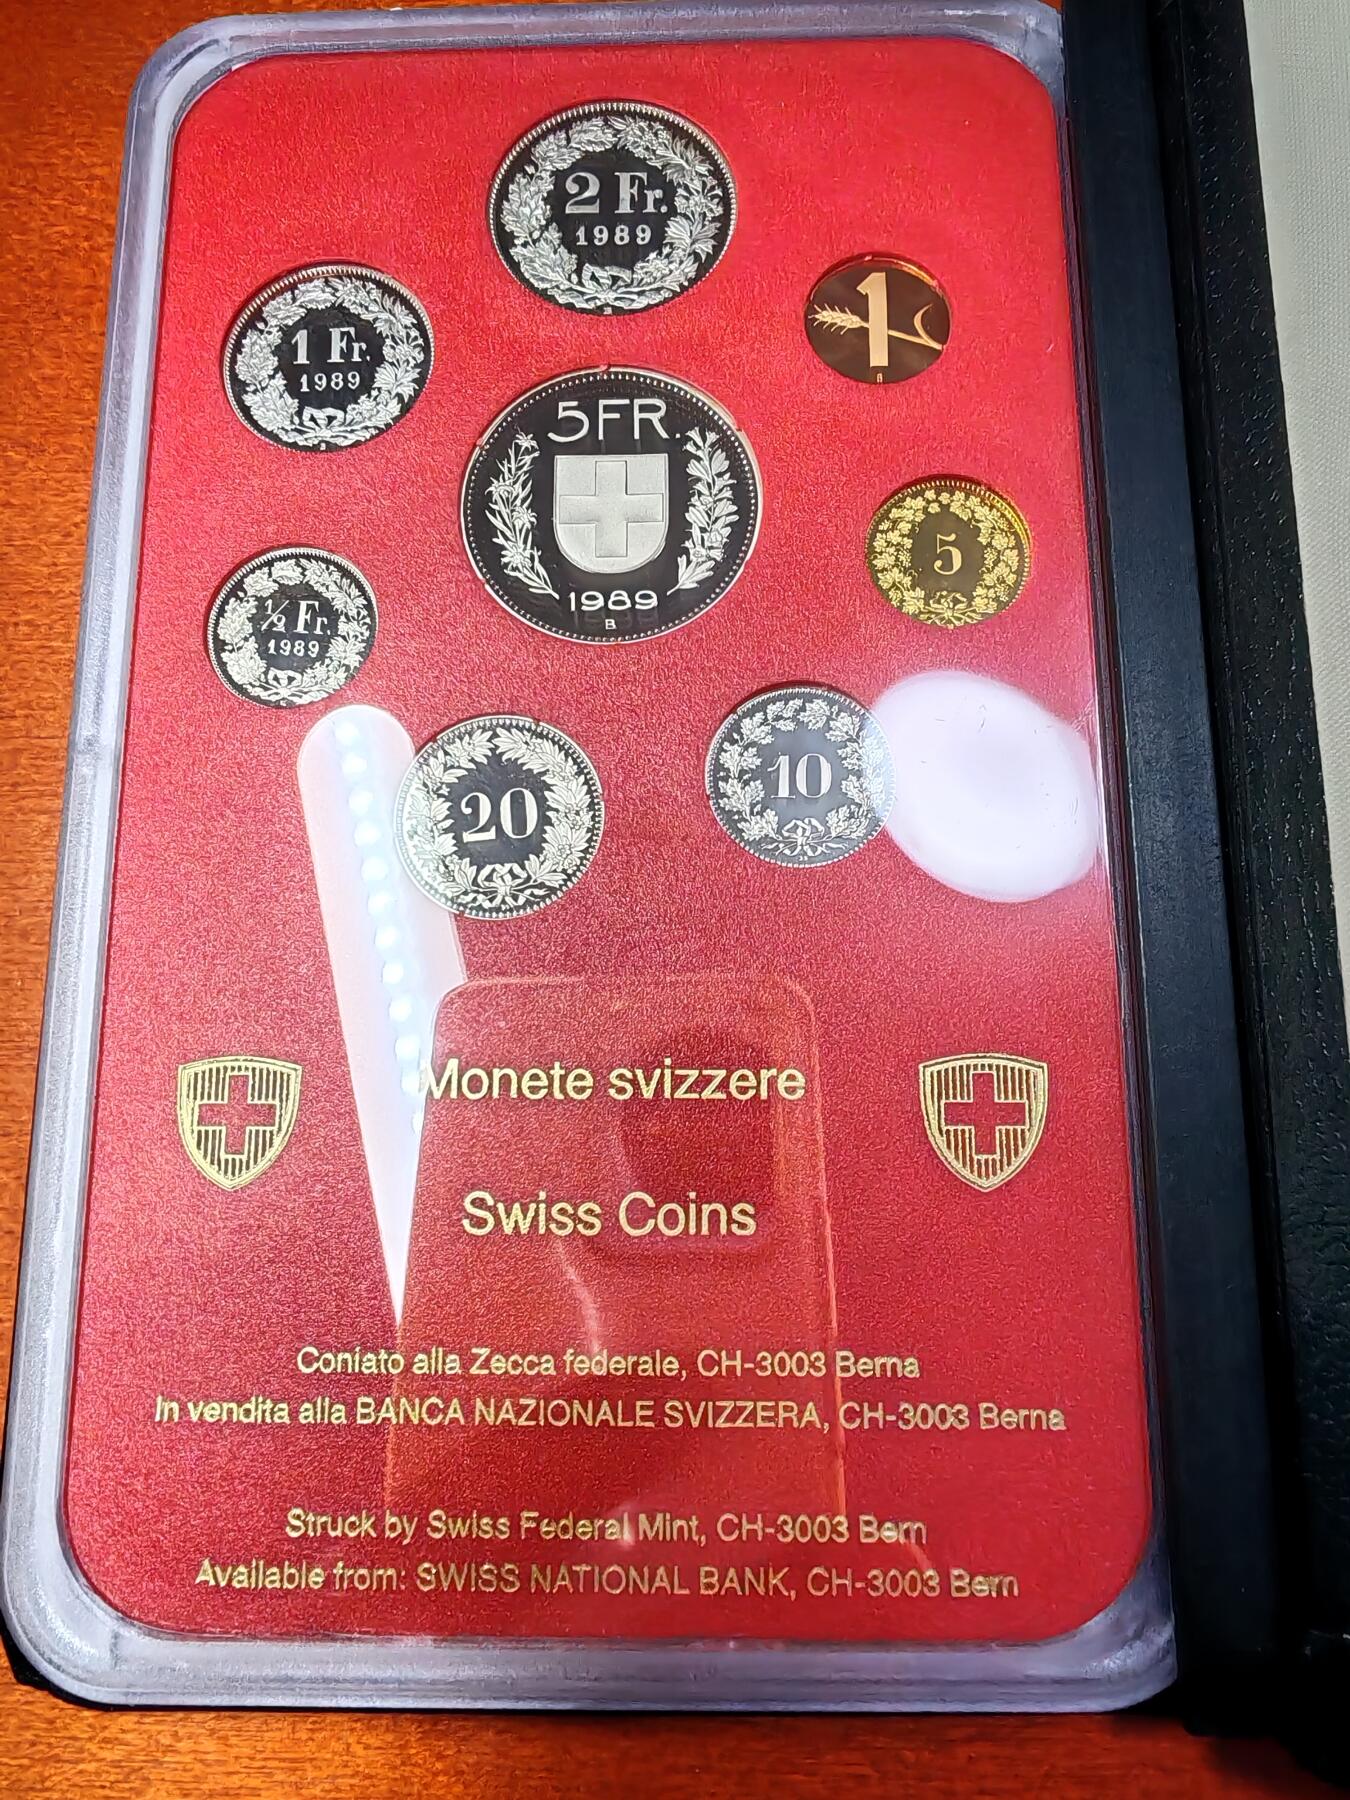 2 Fr.
1989
1 Fr.
1989
1
B
5 FR.
1989
B
5
½ Fr.
1989
20
10
Monete svizzere
Swiss Coins
Coniato alla Zecca federale, CH-3003 Berna
In vendita alla BANCA NAZIONALE SVIZZERA, CH-3003 Berna
Struck by Swiss Federal Mint, CH-3003 Bern
Available from: SWISS NATIONAL BANK, CH-3003 Bern